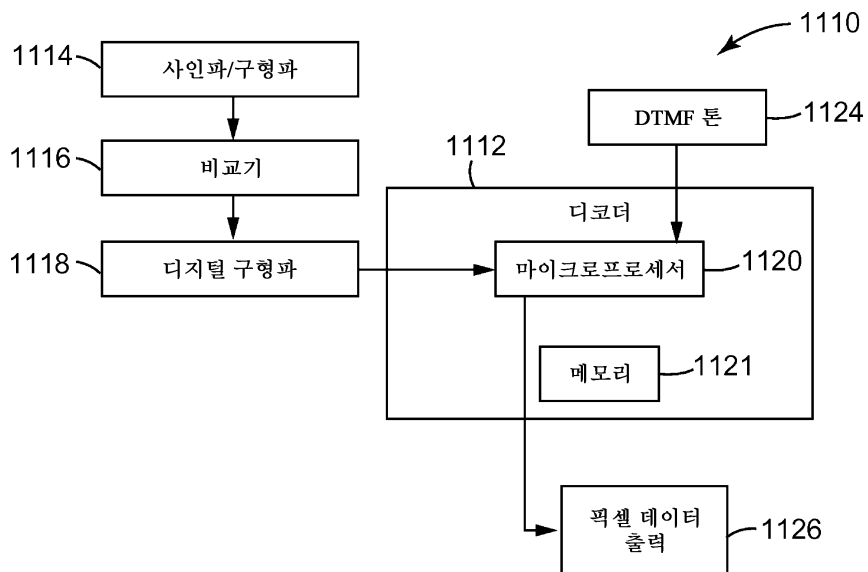 1110
1114
사인파/구형파
DTMF 톤
1124
1116
비교기
1112
디코더
1118
디지털 구형파
마이크로프로세서
1120
메모리
1121
픽셀 데이터
출력
1126